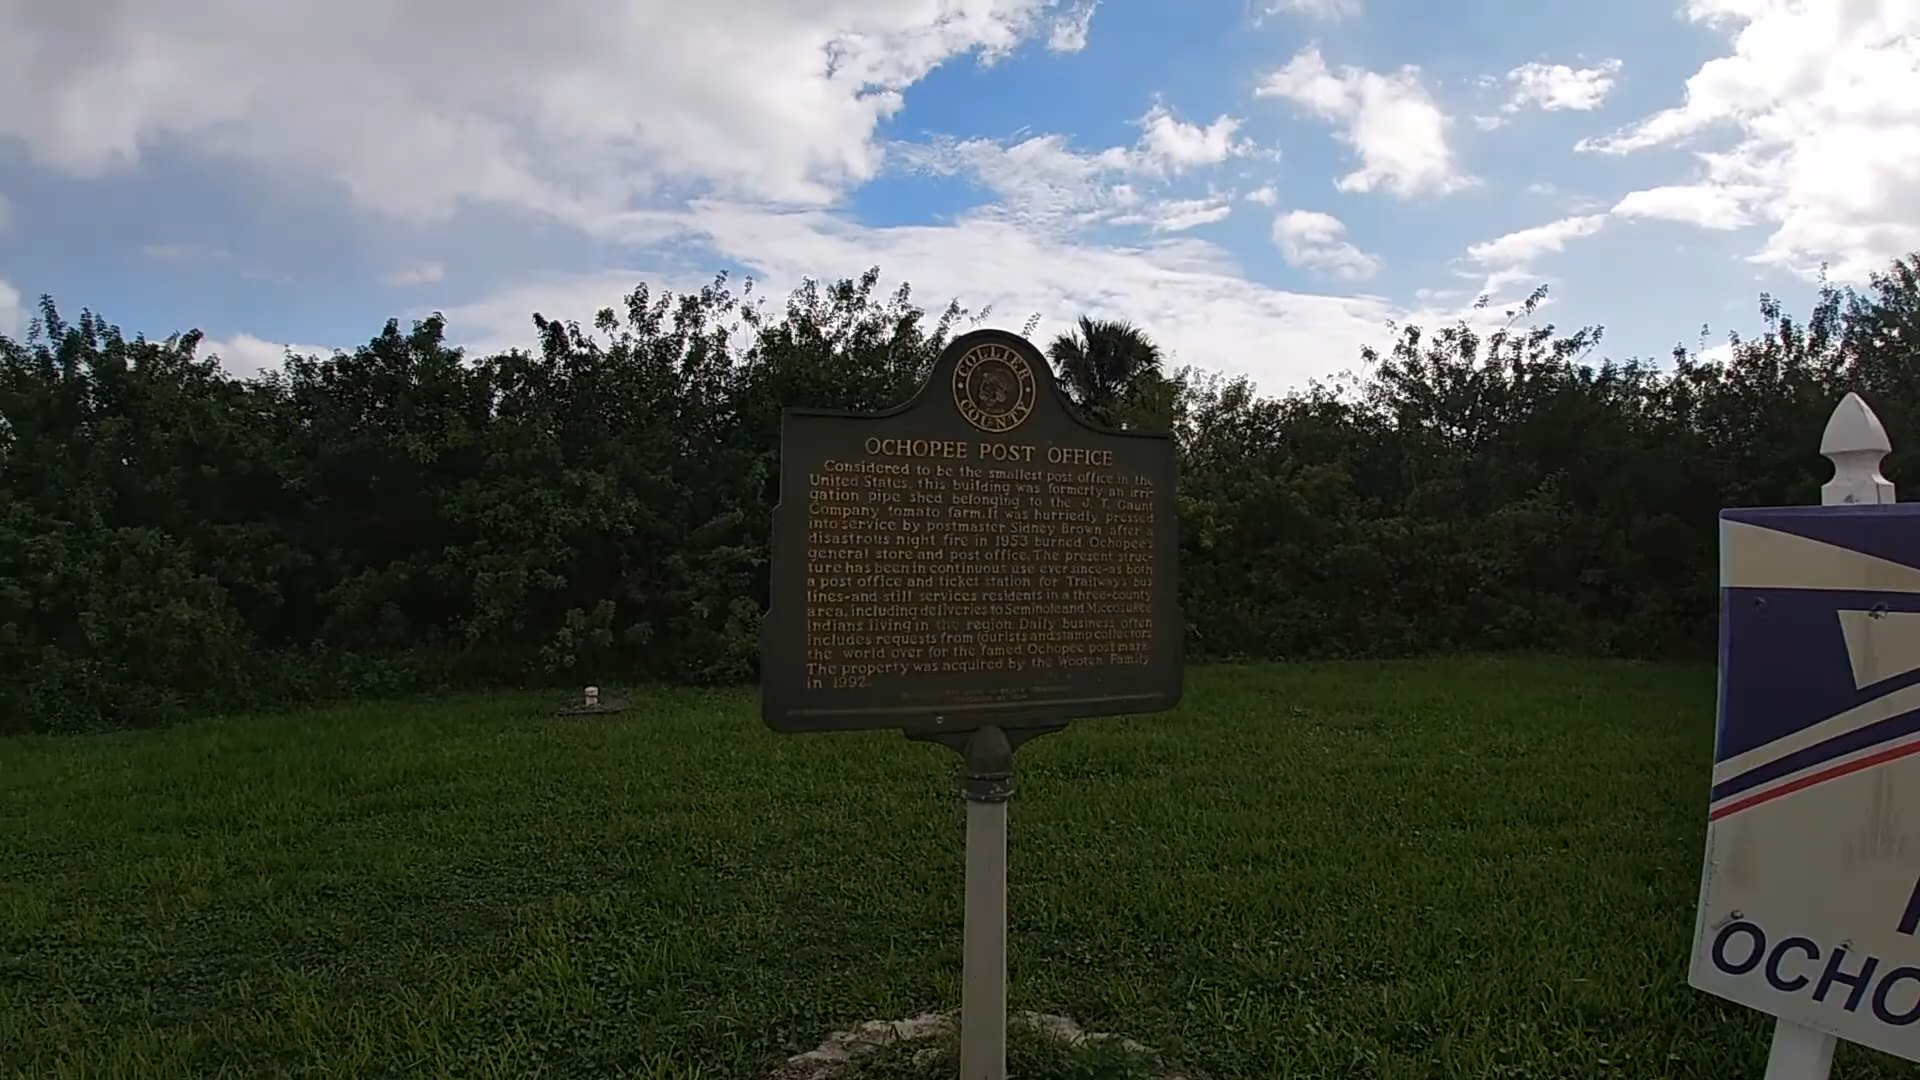 COLLIER
COUNTY
OCHOPEE POST OFFICE
Considered to be the smallest post office in the
United States, this building was formerly an irri-
gation pipe shed belonging to the J. T. Gaunt
Company tomato farm. It was hurriedly pressed
into service by postmaster Sidney Brown after a
disastrous night fire in 1953 burned Ochopee's
general store and post office. The present struc-
ture has been in continuous use ever since-as both
a post office and ticket station for Trailways bus
lines-and still services residents in a three-county
area, including deliveries to Seminole and Miccosukee
Indians living in the region. Daily business often
includes requests from tourists and stamp collectors
the world over for the famed Ochopee post mark.
The property was acquired by the Wooten Family
in 1992.
OCHO